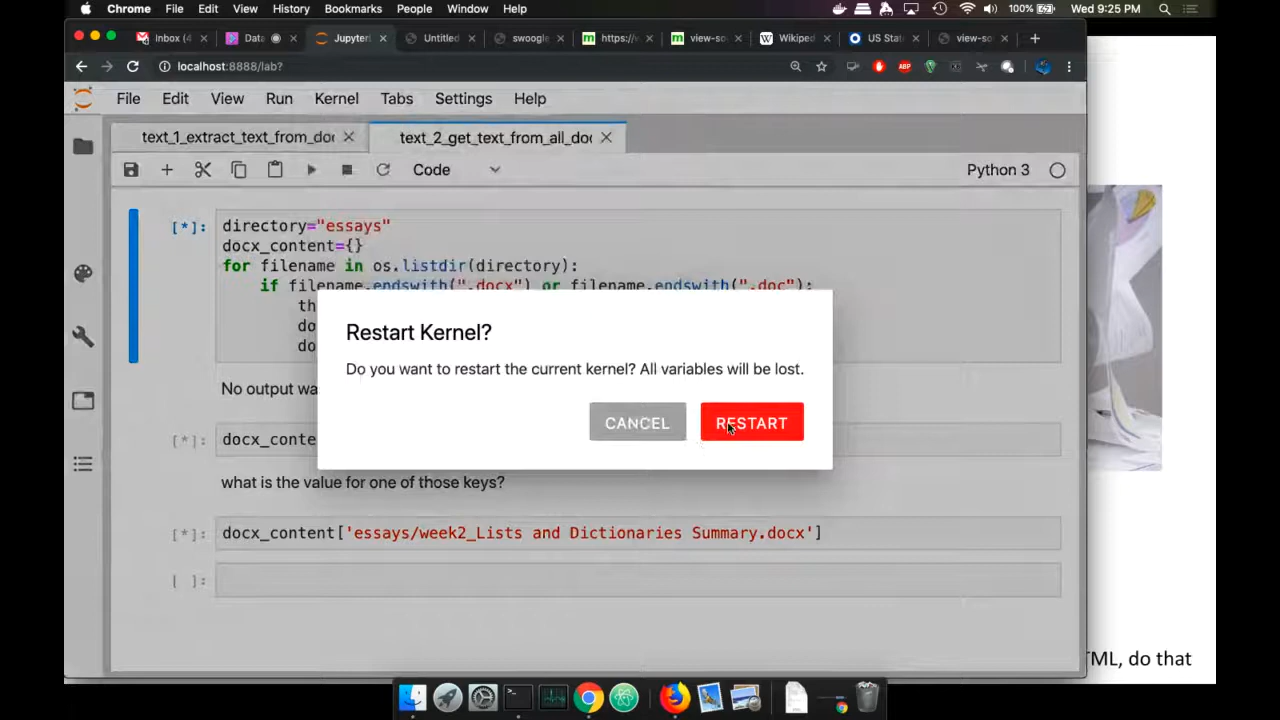 Chrome File Edit View History Bookmarks People Window Help 100% Wed 9:25 PM
Inbox (4 Data Jupyter Untitled swoogle https:// view-so Wikiped US Stat view-so
localhost:8888/lab?
File Edit View Run Kernel Tabs Settings Help
text_1_extract_text_from_doc text_2_get_text_from_all_doc
Code Python 3
[*]: directory="essays"
docx_content={}
for filename in os.listdir(directory):
if filename.endswith(".docx") or filename.endswith(".doc"):
th
do
do
Restart Kernel?
Do you want to restart the current kernel? All variables will be lost.
CANCEL RESTART
No output wa
[*]: docx_conte
what is the value for one of those keys?
[*]: docx_content['essays/week2_Lists and Dictionaries Summary.docx']
[ ]:
TML, do that